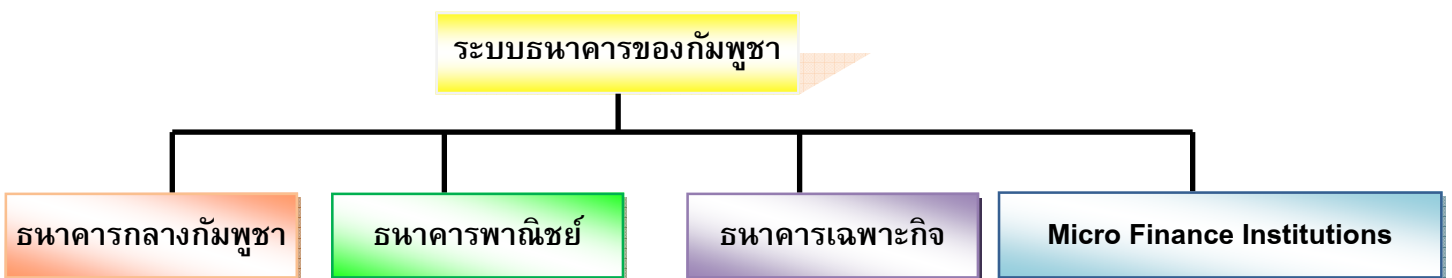 ระบบธนาคารของกัมพูชา
ธนาคารกลางกัมพูชา
ธนาคารพาณิชย์
ธนาคารเฉพาะกิจ
Micro Finance Institutions